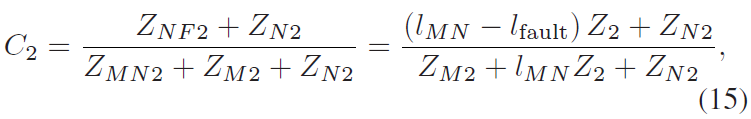 C_2 = \frac{Z_{NF2} + Z_{N2}}{Z_{MN2} + Z_{M2} + Z_{N2}} = \frac{(l_{MN} - l_{\text{fault}}) Z_2 + Z_{N2}}{Z_{M2} + l_{MN} Z_2 + Z_{N2}},
(15)